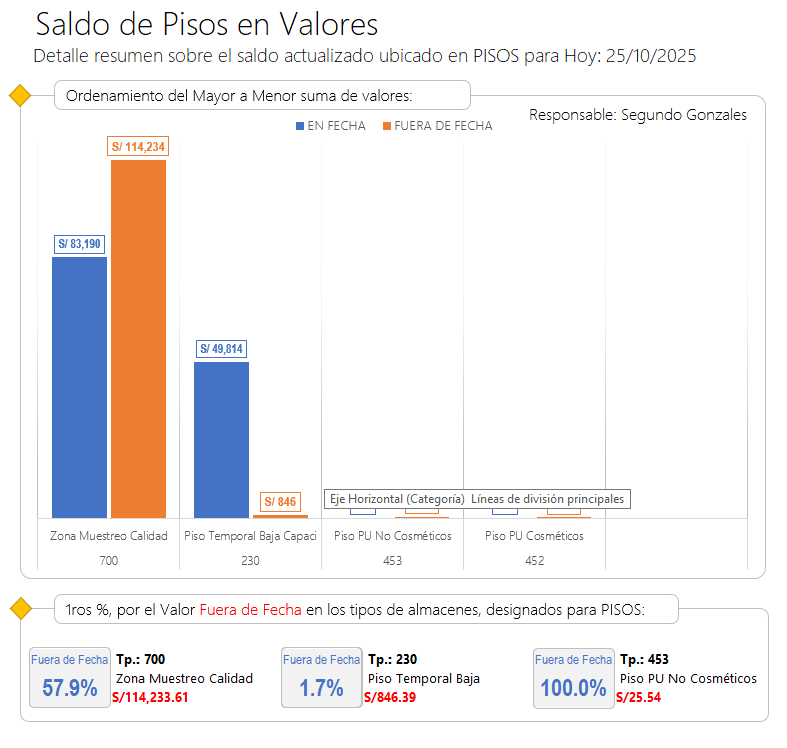 Saldo de Pisos en Valores
Detalle resumen sobre el saldo actualizado ubicado en PISOS para Hoy: 25/10/2025
Ordenamiento del Mayor a Menor suma de valores:
Responsable: Segundo Gonzales
EN FECHA FUERA DE FECHA
S/ 114,234
S/ 83,190
S/ 49,814
S/ 846
Eje Horizontal (Categoría) Líneas de división principales
Zona Muestreo Calidad Piso Temporal Baja Capaci Piso PU No Cosméticos Piso PU Cosméticos
700 230 453 452
1ros %, por el Valor Fuera de Fecha en los tipos de almacenes, designados para PISOS:
Fuera de Fecha
57.9%
Tp.: 700
Zona Muestreo Calidad
S/114,233.61
Fuera de Fecha
1.7%
Tp.: 230
Piso Temporal Baja
S/846.39
Fuera de Fecha
100.0%
Tp.: 453
Piso PU No Cosméticos
S/25.54